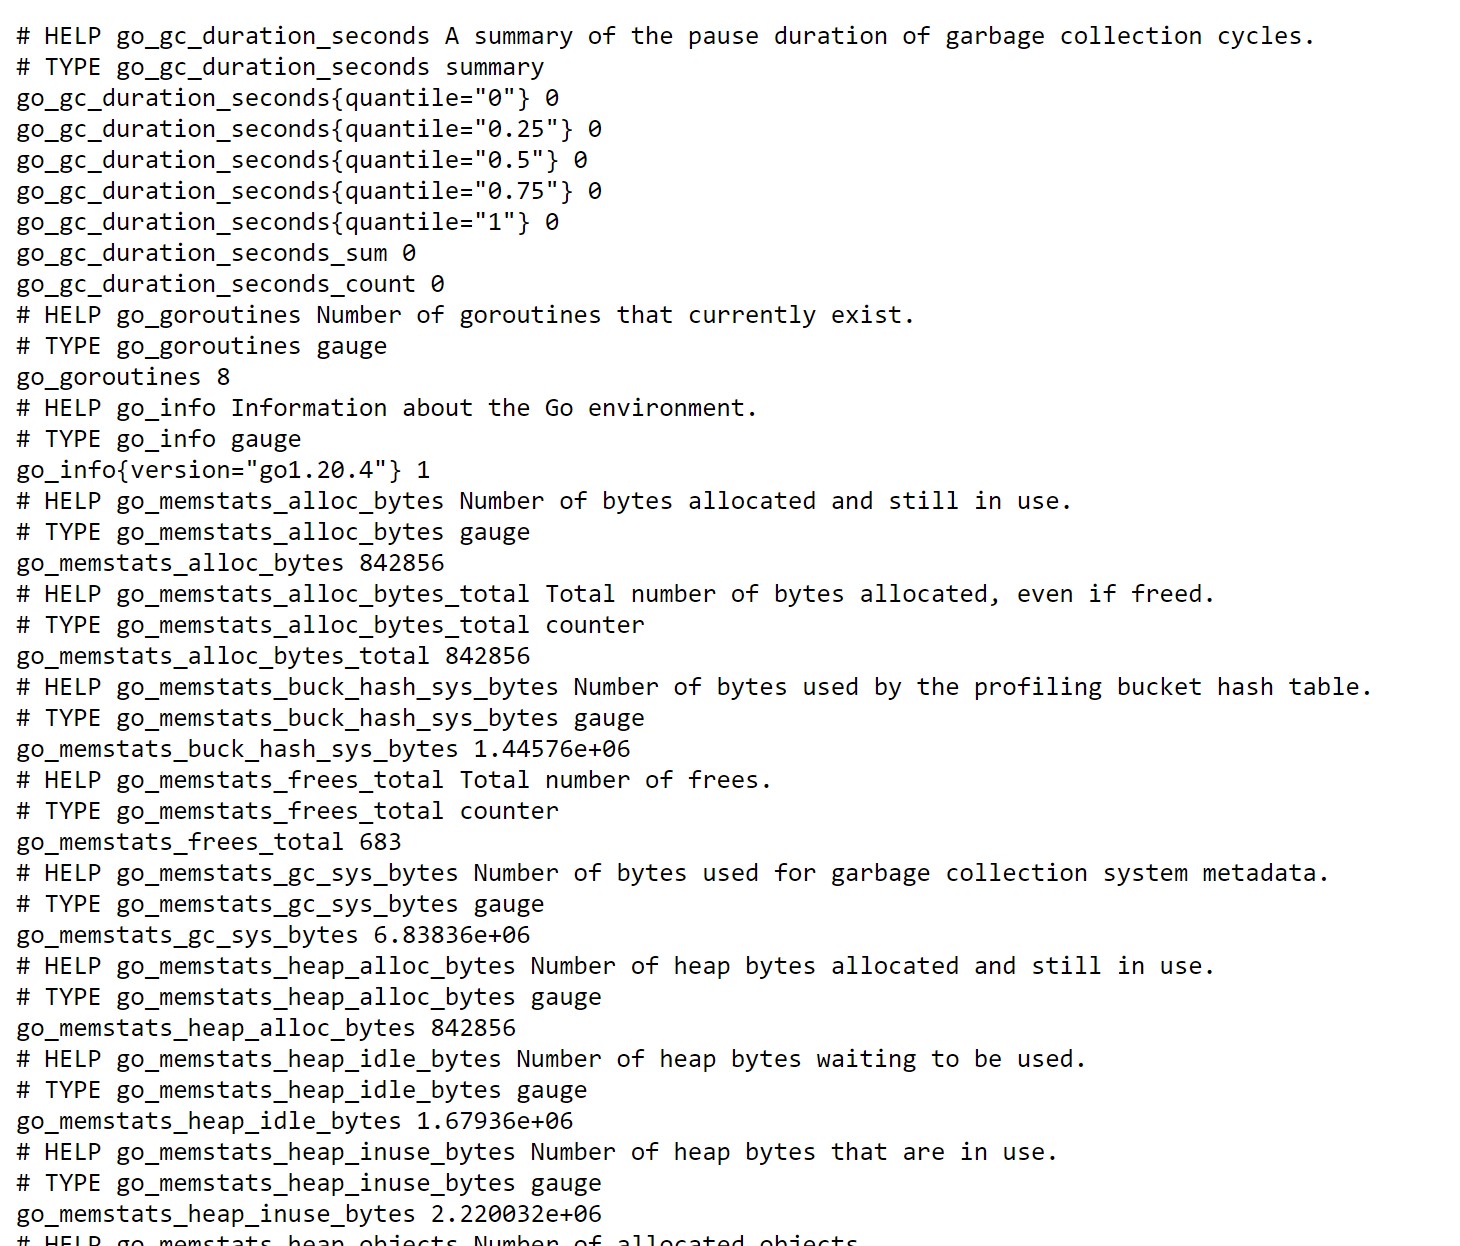 # HELP go_gc_duration_seconds A summary of the pause duration of garbage collection cycles.
# TYPE go_gc_duration_seconds summary
go_gc_duration_seconds{quantile="0"} 0
go_gc_duration_seconds{quantile="0.25"} 0
go_gc_duration_seconds{quantile="0.5"} 0
go_gc_duration_seconds{quantile="0.75"} 0
go_gc_duration_seconds{quantile="1"} 0
go_gc_duration_seconds_sum 0
go_gc_duration_seconds_count 0
# HELP go_goroutines Number of goroutines that currently exist.
# TYPE go_goroutines gauge
go_goroutines 8
# HELP go_info Information about the Go environment.
# TYPE go_info gauge
go_info{version="go1.20.4"} 1
# HELP go_memstats_alloc_bytes Number of bytes allocated and still in use.
# TYPE go_memstats_alloc_bytes gauge
go_memstats_alloc_bytes 842856
# HELP go_memstats_alloc_bytes_total Total number of bytes allocated, even if freed.
# TYPE go_memstats_alloc_bytes_total counter
go_memstats_alloc_bytes_total 842856
# HELP go_memstats_buck_hash_sys_bytes Number of bytes used by the profiling bucket hash table.
# TYPE go_memstats_buck_hash_sys_bytes gauge
go_memstats_buck_hash_sys_bytes 1.44576e+06
# HELP go_memstats_frees_total Total number of frees.
# TYPE go_memstats_frees_total counter
go_memstats_frees_total 683
# HELP go_memstats_gc_sys_bytes Number of bytes used for garbage collection system metadata.
# TYPE go_memstats_gc_sys_bytes gauge
go_memstats_gc_sys_bytes 6.83836e+06
# HELP go_memstats_heap_alloc_bytes Number of heap bytes allocated and still in use.
# TYPE go_memstats_heap_alloc_bytes gauge
go_memstats_heap_alloc_bytes 842856
# HELP go_memstats_heap_idle_bytes Number of heap bytes waiting to be used.
# TYPE go_memstats_heap_idle_bytes gauge
go_memstats_heap_idle_bytes 1.67936e+06
# HELP go_memstats_heap_inuse_bytes Number of heap bytes that are in use.
# TYPE go_memstats_heap_inuse_bytes gauge
go_memstats_heap_inuse_bytes 2.220032e+06
# HELP go_memstats_heap_objects Number of allocated objects.